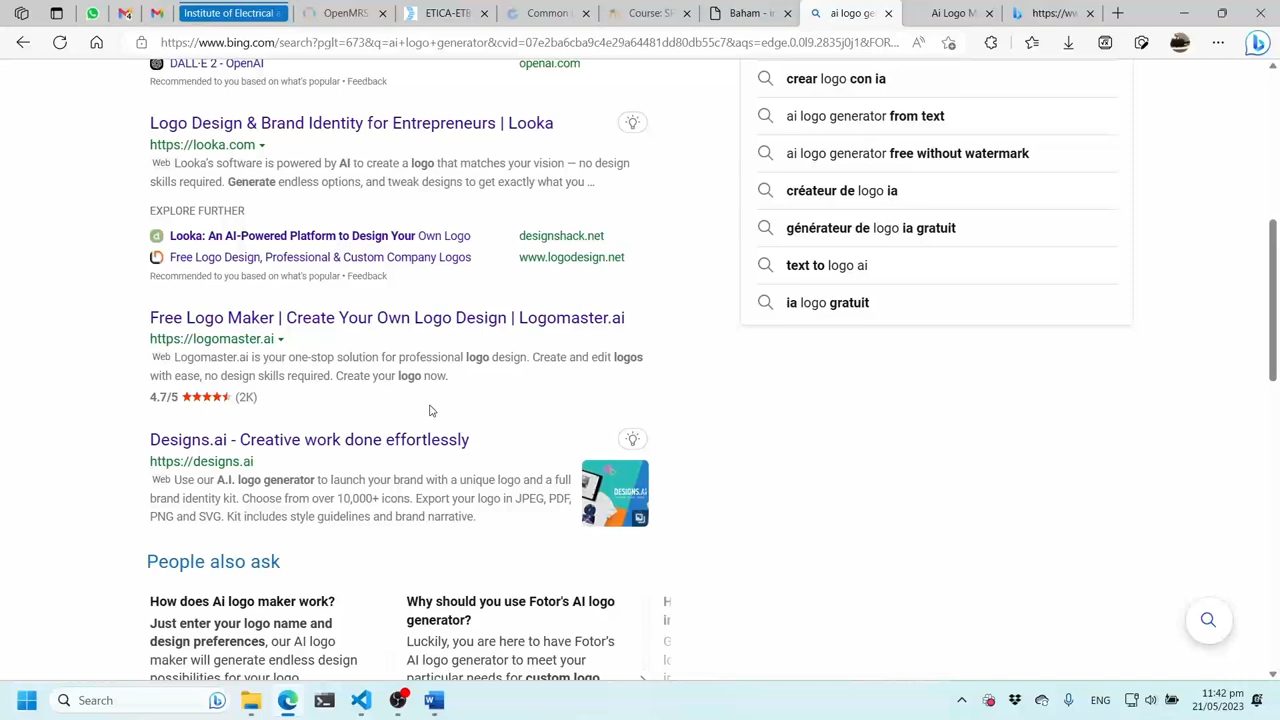 Institute of Electrical a
OpenMRS
ETICA-ETB
Course: SP
Baham - ir
ai logo ge
ai Logo G
https://we
https://www.bing.com/search?pglt=673&q=ai+logo+generator&cvid=07e2ba6cba9c4e29a64481dd80db55c7&aqs=edge.0.0l9.2835j0j1&FOR...
DALL·E 2 - OpenAI
openai.com
Recommended to you based on what's popular • Feedback
Logo Design & Brand Identity for Entrepreneurs | Looka
https://looka.com
Web Looka's software is powered by AI to create a logo that matches your vision — no design
skills required. Generate endless options, and tweak designs to get exactly what you ...
EXPLORE FURTHER
Looka: An AI-Powered Platform to Design Your Own Logo
designshack.net
Free Logo Design, Professional & Custom Company Logos
www.logodesign.net
Recommended to you based on what's popular • Feedback
Free Logo Maker | Create Your Own Logo Design | Logomaster.ai
https://logomaster.ai
Web Logomaster.ai is your one-stop solution for professional logo design. Create and edit logos
with ease, no design skills required. Create your logo now.
4.7/5 (2K)
Designs.ai - Creative work done effortlessly
https://designs.ai
Web Use our A.I. logo generator to launch your brand with a unique logo and a full
brand identity kit. Choose from over 10,000+ icons. Export your logo in JPEG, PDF,
PNG and SVG. Kit includes style guidelines and brand narrative.
DESIGNS.AI
People also ask
How does Ai logo maker work?
Just enter your logo name and
design preferences, our AI logo
maker will generate endless design
possibilities for your logo
Why should you use Fotor's AI logo
generator?
Luckily, you are here to have Fotor's
AI logo generator to meet your
particular needs for custom logo
crear logo con ia
ai logo generator from text
ai logo generator free without watermark
créateur de logo ia
générateur de logo ia gratuit
text to logo ai
ia logo gratuit
Search
ENG
11:42 pm
21/05/2023